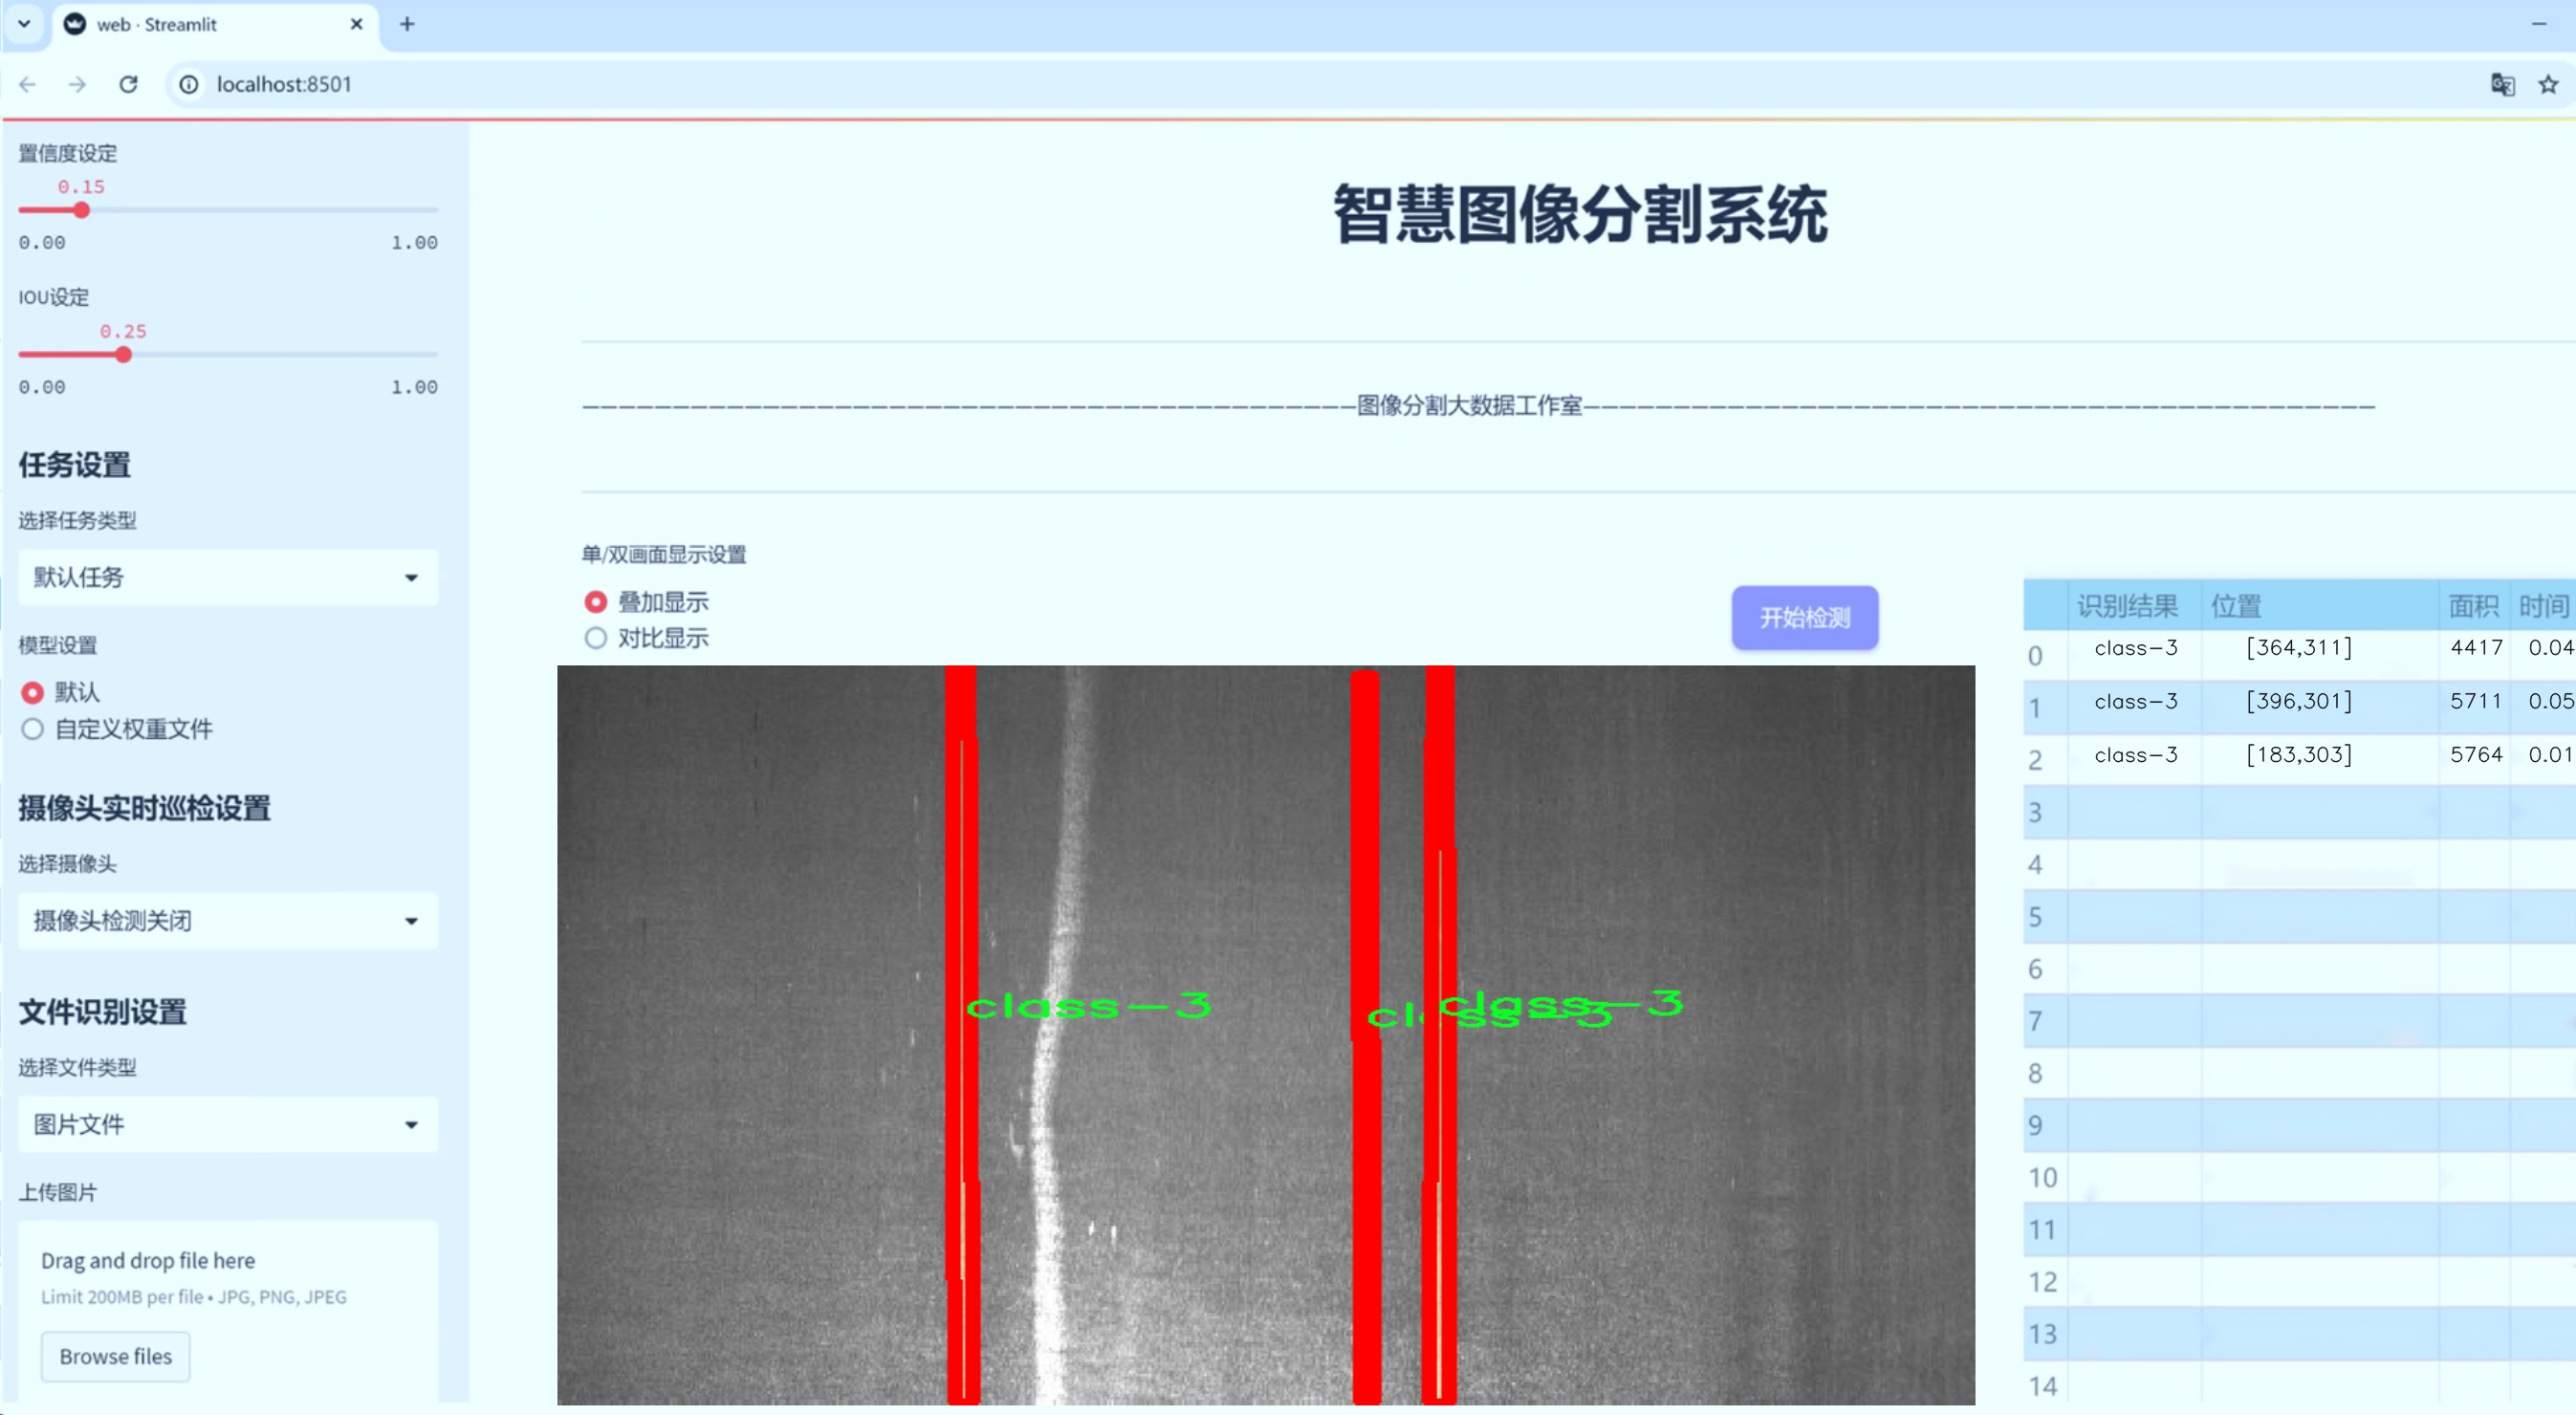 web · Streamlit
localhost:8501
置信度设定
0.15
0.00 1.00
IOU设定
0.25
0.00 1.00
任务设置
选择任务类型
默认任务
模型设置
默认
自定义权重文件
摄像头实时巡检设置
选择摄像头
摄像头检测关闭
文件识别设置
选择文件类型
图片文件
上传图片
Drag and drop file here
Limit 200MB per file • JPG, PNG, JPEG
Browse files
智慧图像分割系统
———————————————————————————————————————————图像分割大数据工作室————————————————————————————————————————————
单/双画面显示设置
叠加显示
对比显示
开始检测
class-3
class-3
class-3
识别结果 位置 面积 时间
0 class-3 [364,311] 4417 0.04
1 class-3 [396,301] 5711 0.05
2 class-3 [183,303] 5764 0.01
3
4
5
6
7
8
9
10
11
12
13
14